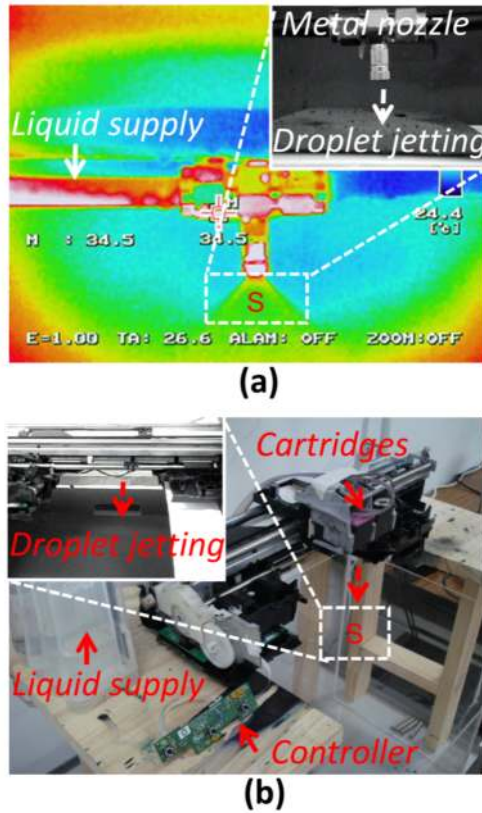 Metal nozzle
Liquid supply
Droplet jetting
24.4
[℃]
M
M : 34.5
34.5
S
E=1.00 TA: 26.6 ALAM: OFF ZOOM:OFF
(a)
Cartridges
Droplet jetting
S
Liquid supply
Controller
(b)